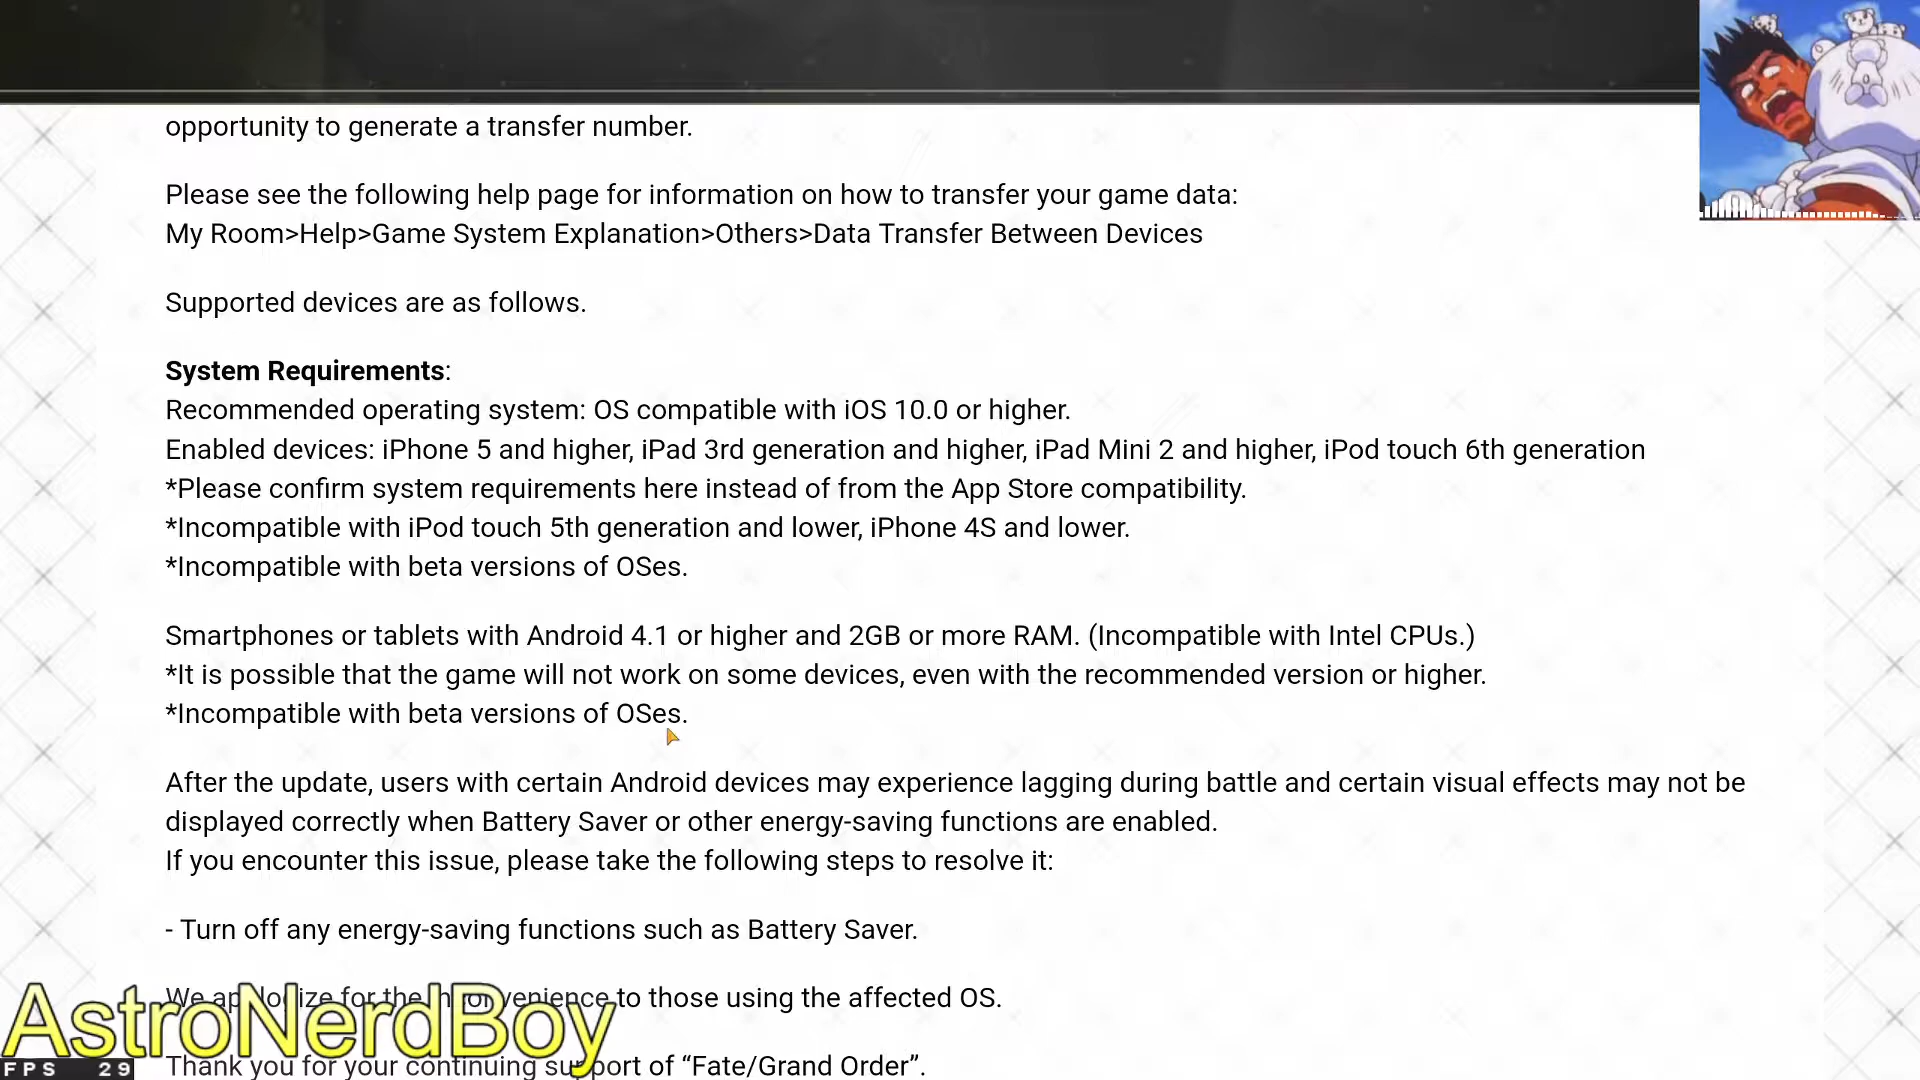 opportunity to generate a transfer number.
Please see the following help page for information on how to transfer your game data:
My Room>Help>Game System Explanation>Others>Data Transfer Between Devices
Supported devices are as follows.
System Requirements:
Recommended operating system: OS compatible with iOS 10.0 or higher.
Enabled devices: iPhone 5 and higher, iPad 3rd generation and higher, iPad Mini 2 and higher, iPod touch 6th generation
*Please confirm system requirements here instead of from the App Store compatibility.
*Incompatible with iPod touch 5th generation and lower, iPhone 4S and lower.
*Incompatible with beta versions of OSes.
Smartphones or tablets with Android 4.1 or higher and 2GB or more RAM. (Incompatible with Intel CPUs.)
*It is possible that the game will not work on some devices, even with the recommended version or higher.
*Incompatible with beta versions of OSes.
After the update, users with certain Android devices may experience lagging during battle and certain visual effects may not be
displayed correctly when Battery Saver or other energy-saving functions are enabled.
If you encounter this issue, please take the following steps to resolve it:
- Turn off any energy-saving functions such as Battery Saver.
We apologize for the inconvenience to those using the affected OS.
AstroNerdBoy
FPS 29
Thank you for your continuing support of “Fate/Grand Order”.